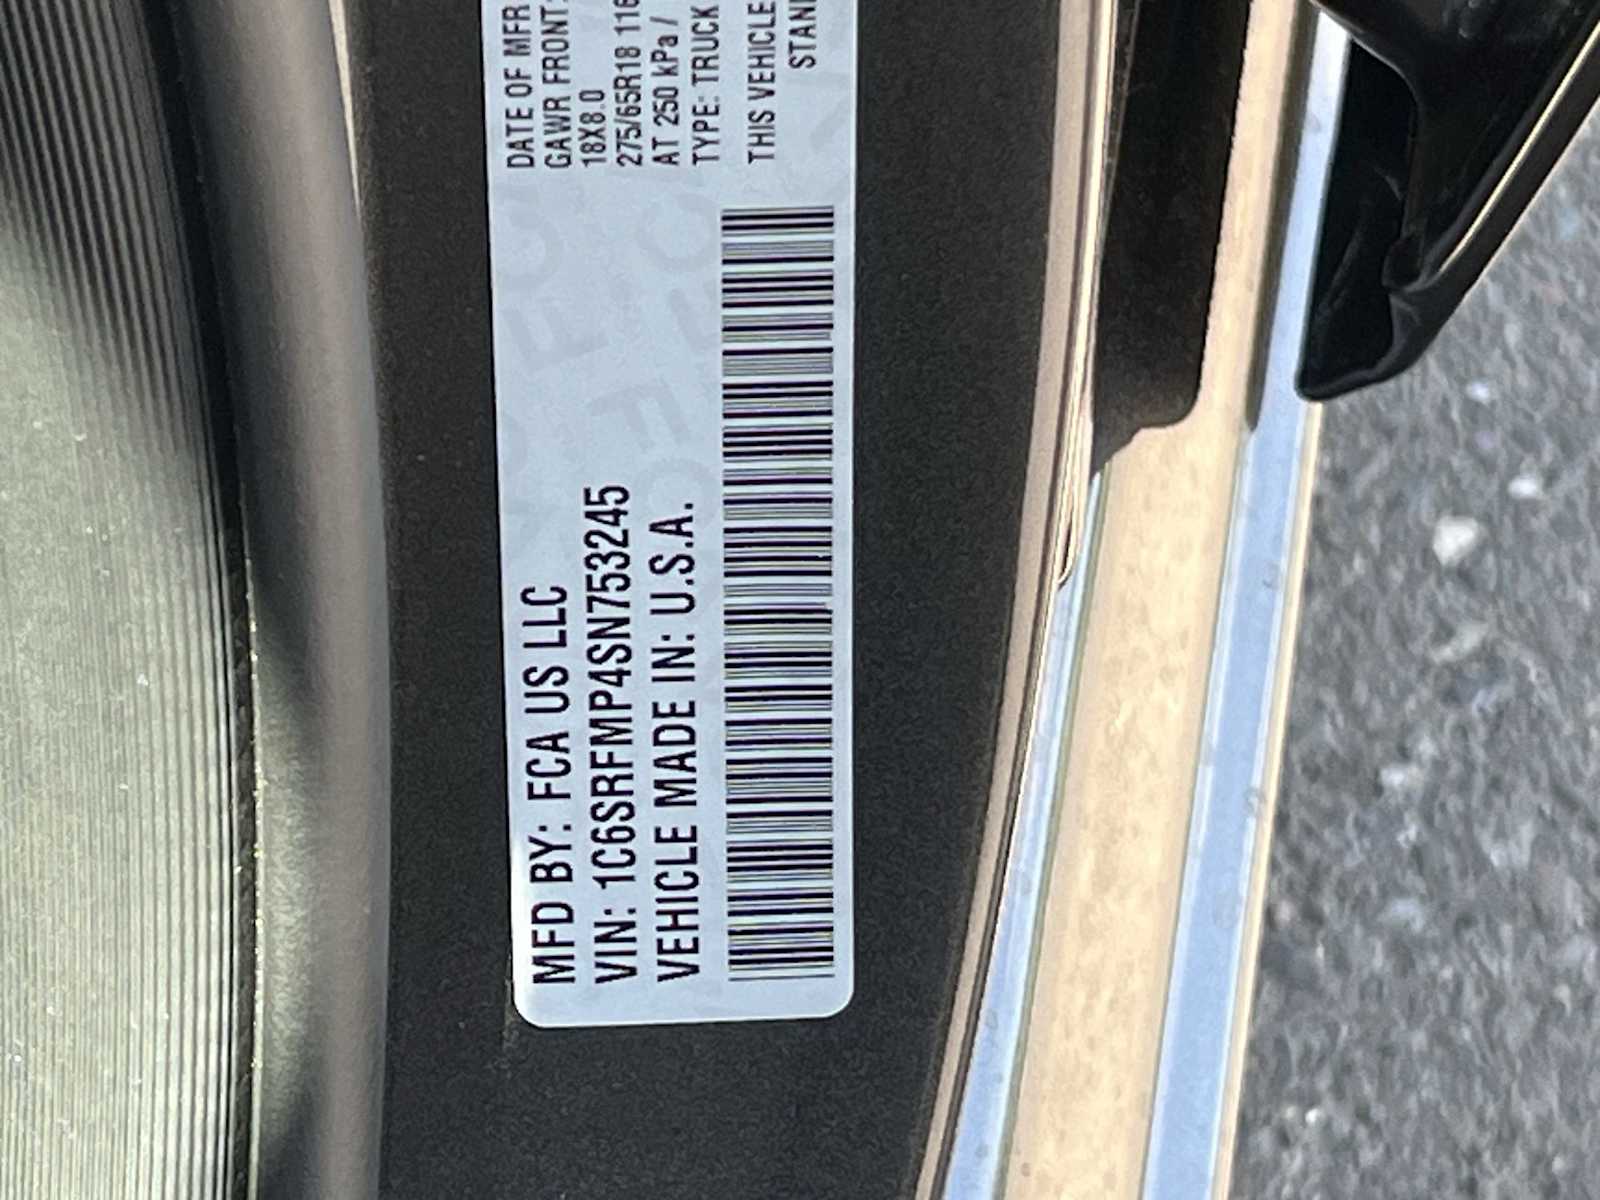 MFD BY: FCA US LLC
VIN: 1C6SRFMP4SN753245
VEHICLE MADE IN: U.S.A.
DATE OF MFR
GAWR FRONT:
18X8.0
275/65R18 116
AT 250 kPa /
TYPE: TRUCK
THIS VEHICLE